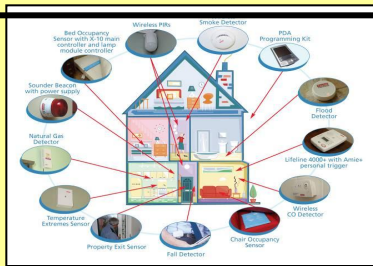 Bed Occupancy
Sensor with X-10 main
controller and lamp
module controller
Wireless PIRs
Smoke Detector
PDA
Programming Kit
Sounder Beacon
with power supply
Flood
Detector
Natural Gas
Detector
Lifeline 4000+ with Amie+
personal trigger
Temperature
Extremes Sensor
Wireless
CO Detector
Property Exit Sensor
Fall Detector
Chair Occupancy
Sensor